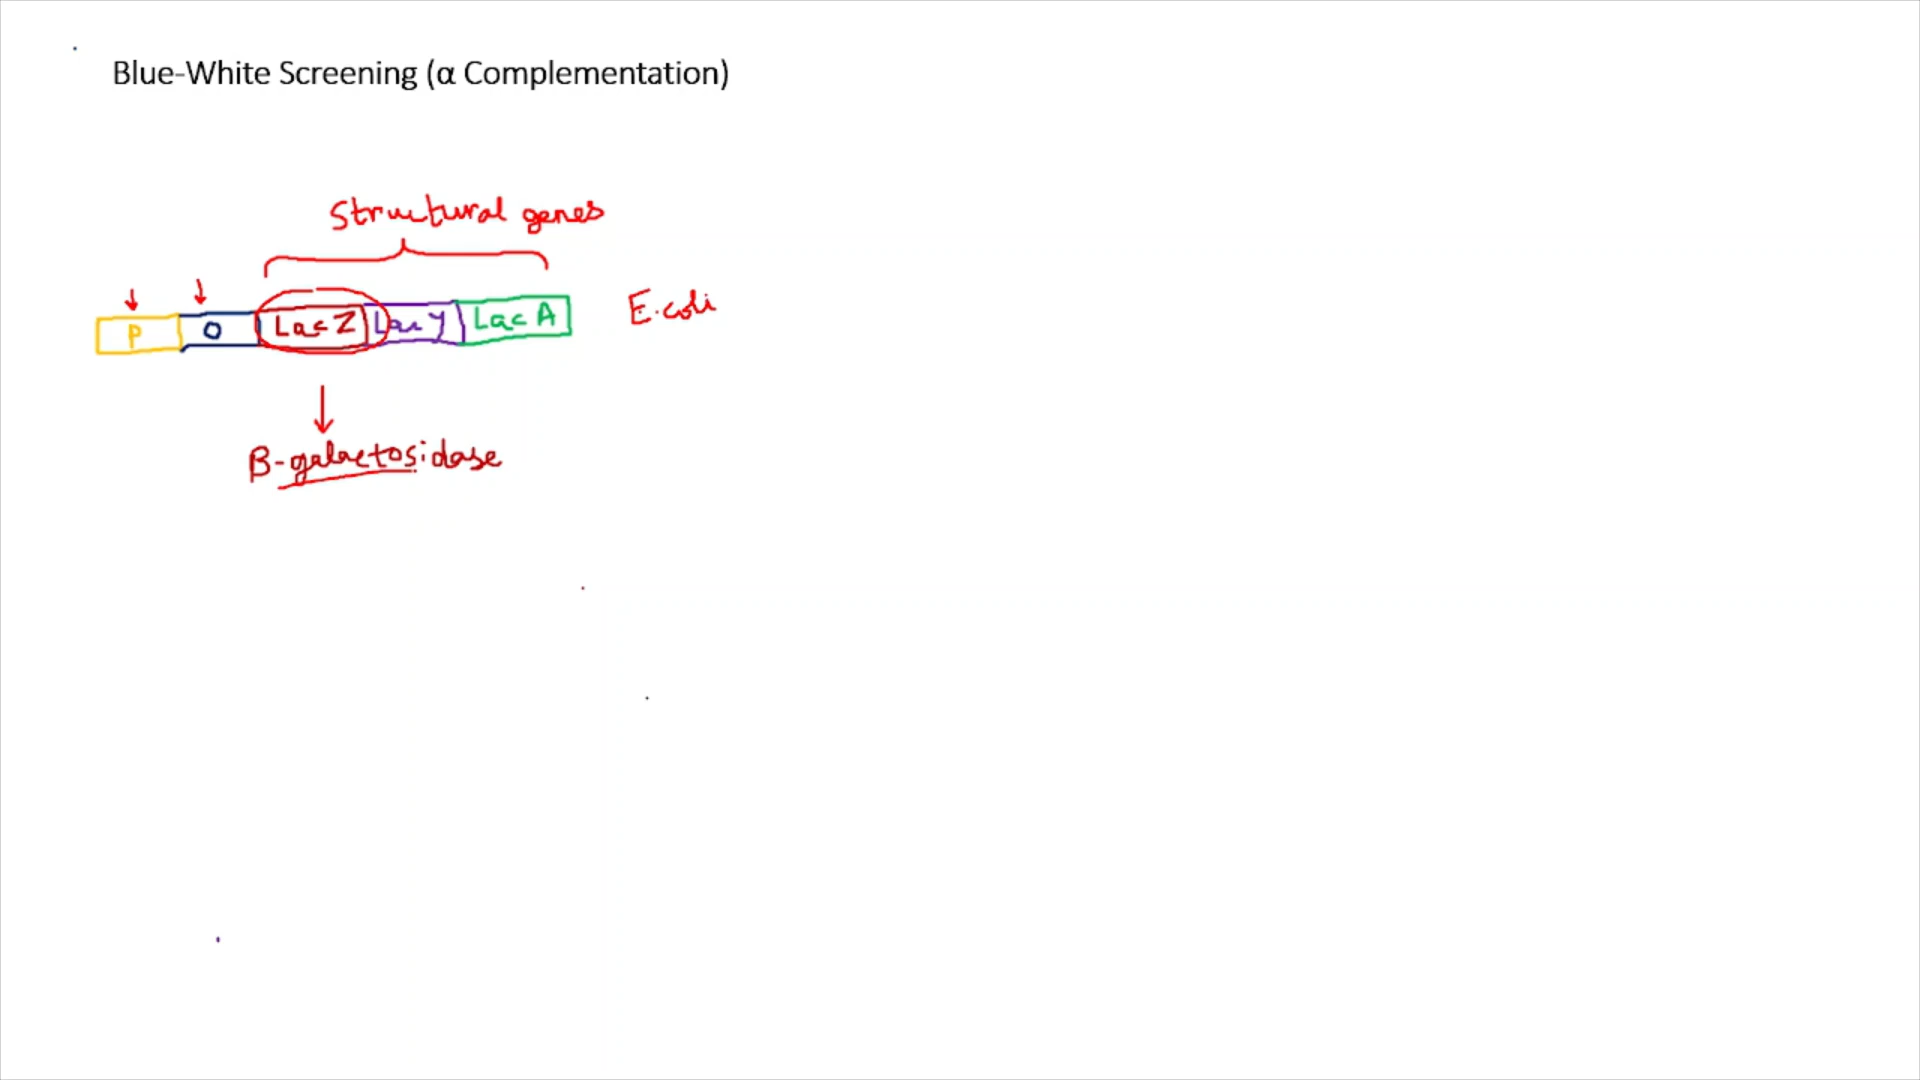 Blue-White Screening (α Complementation)
Structural genes
P O Lac Z Lac Y Lac A E.coli
β-galactosidase